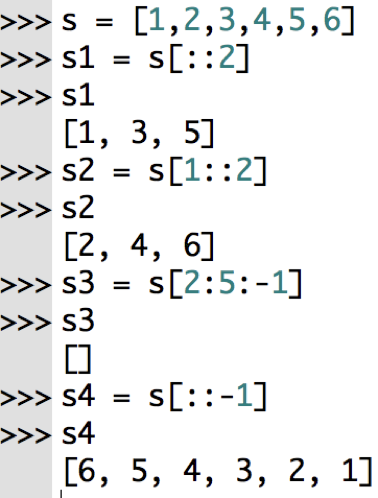 >>> s = [1,2,3,4,5,6]
>>> s1 = s[::2]
>>> s1
[1, 3, 5]
>>> s2 = s[1::2]
>>> s2
[2, 4, 6]
>>> s3 = s[2:5:-1]
>>> s3
[]
>>> s4 = s[::-1]
>>> s4
[6, 5, 4, 3, 2, 1]